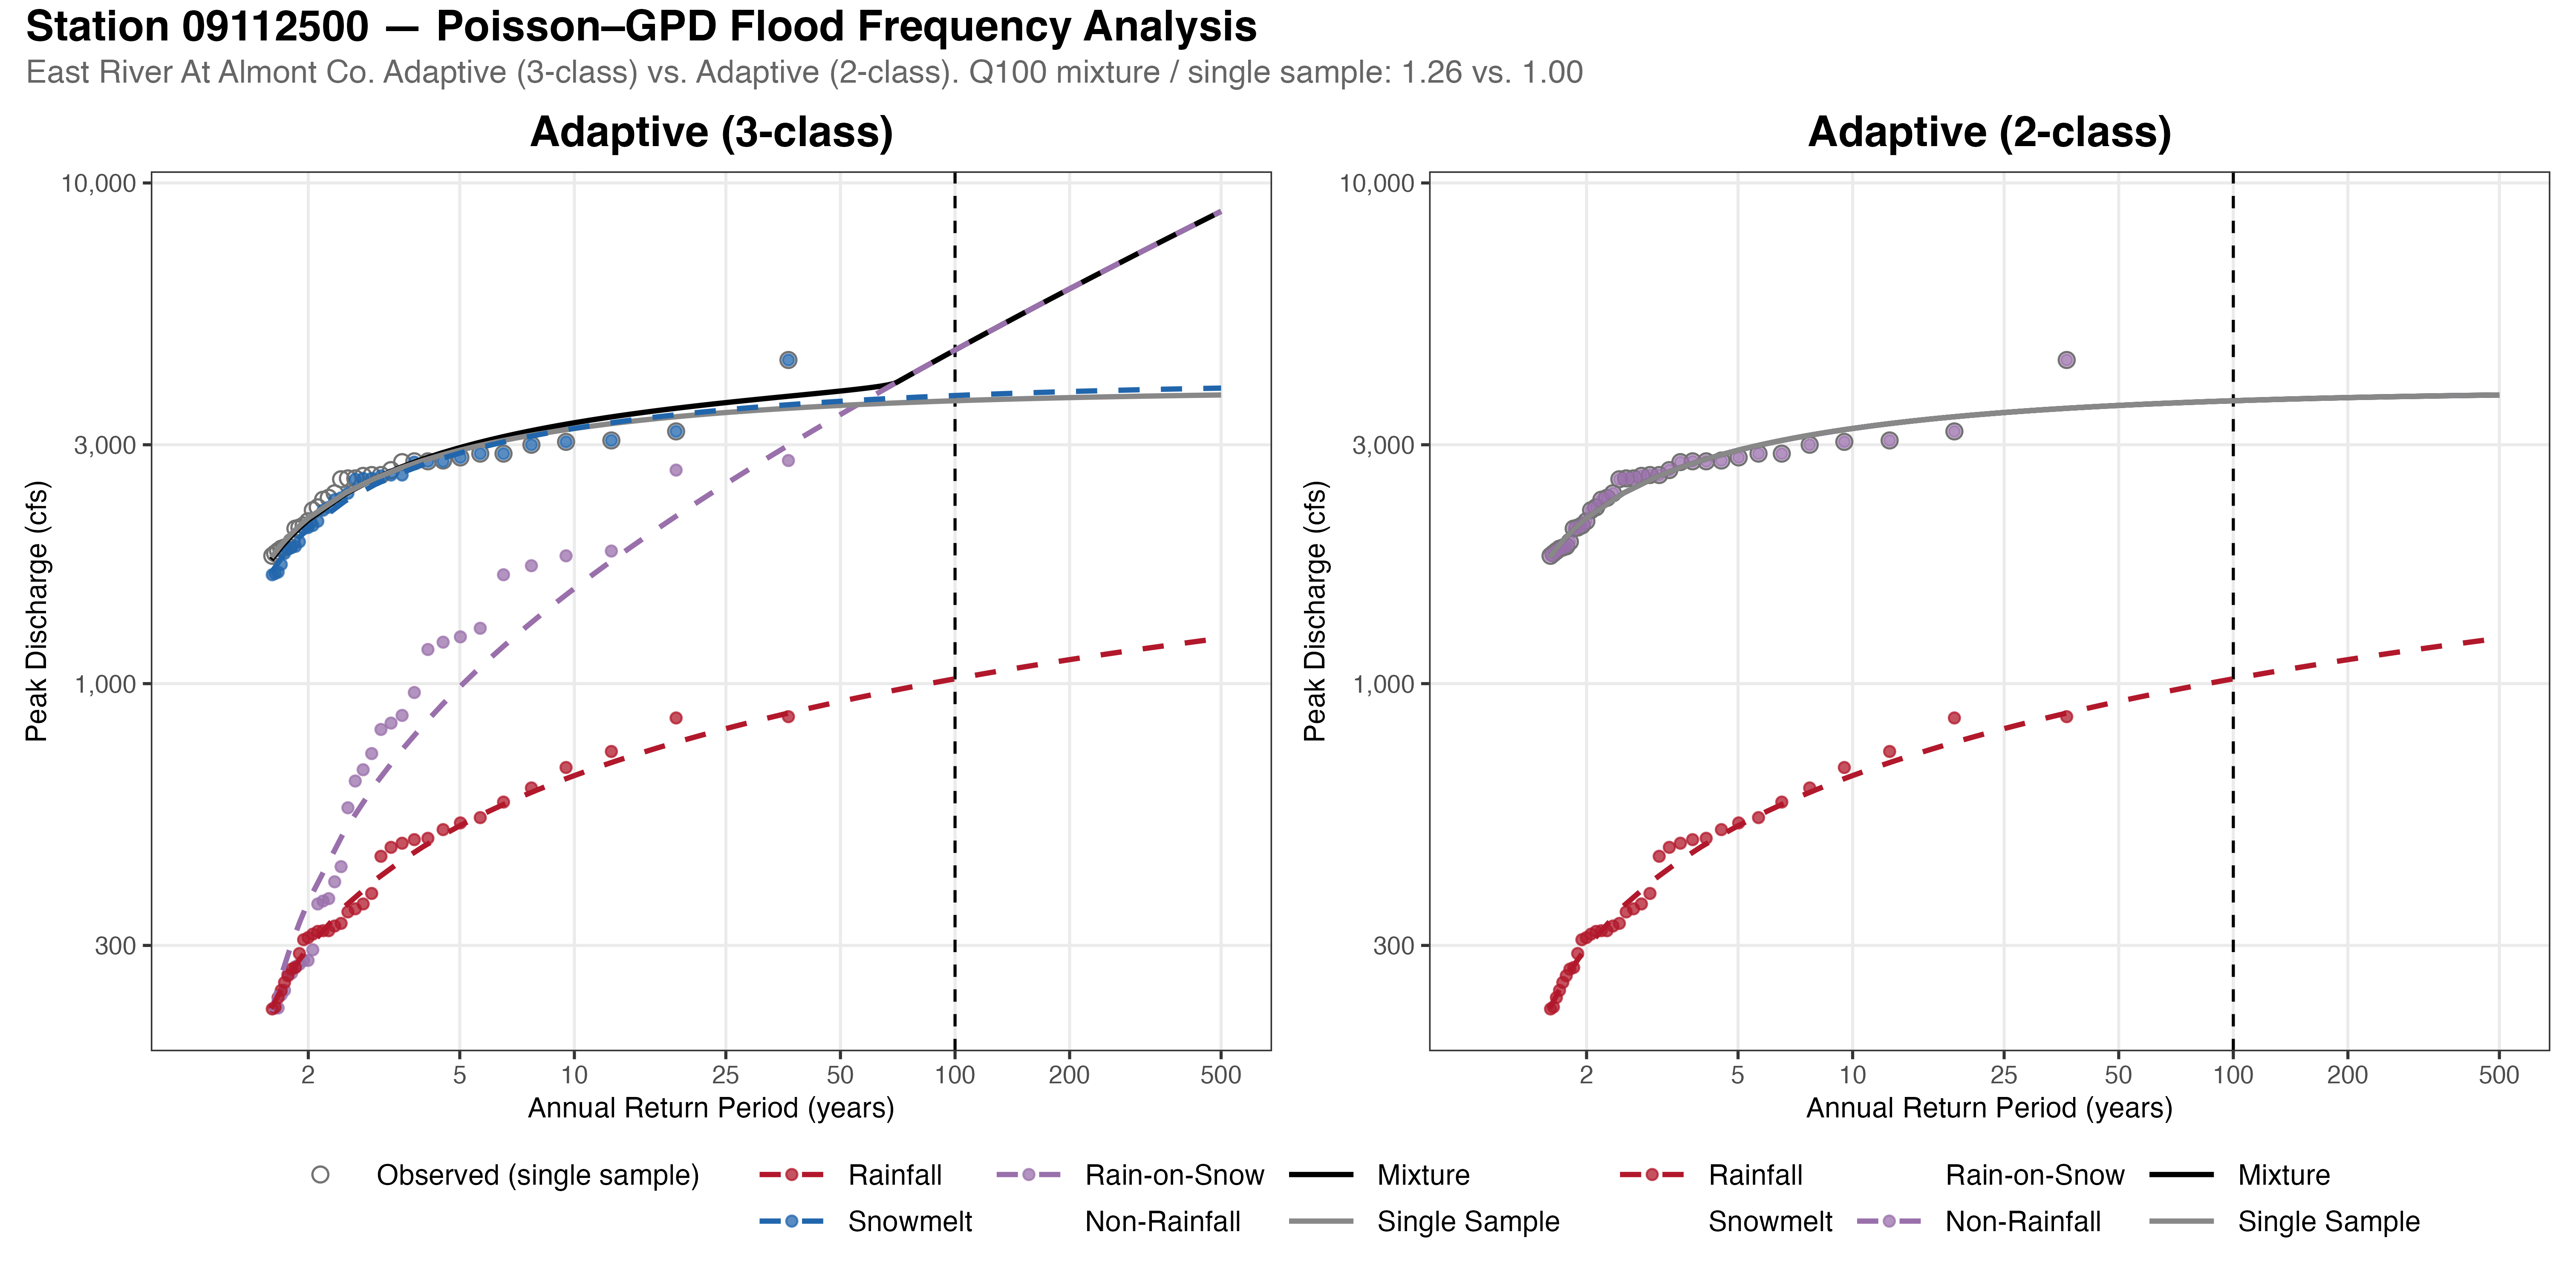 Station 09112500 — Poisson–GPD Flood Frequency Analysis
East River At Almont Co. Adaptive (3-class) vs. Adaptive (2-class). Q100 mixture / single sample: 1.26 vs. 1.00
Adaptive (3-class)
Peak Discharge (cfs)
10,000
3,000
1,000
300
2 5 10 25 50 100 200 500
Annual Return Period (years)
Adaptive (2-class)
Peak Discharge (cfs)
10,000
3,000
1,000
300
2 5 10 25 50 100 200 500
Annual Return Period (years)
Observed (single sample) Rainfall Rain-on-Snow Mixture Rainfall Rain-on-Snow Mixture
Snowmelt Non-Rainfall Single Sample Snowmelt Non-Rainfall Single Sample